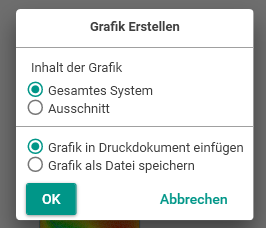 Grafik Erstellen
Inhalt der Grafik
Gesamtes System
Ausschnitt
Grafik in Druckdokument einfügen
Grafik als Datei speichern
OK Abbrechen